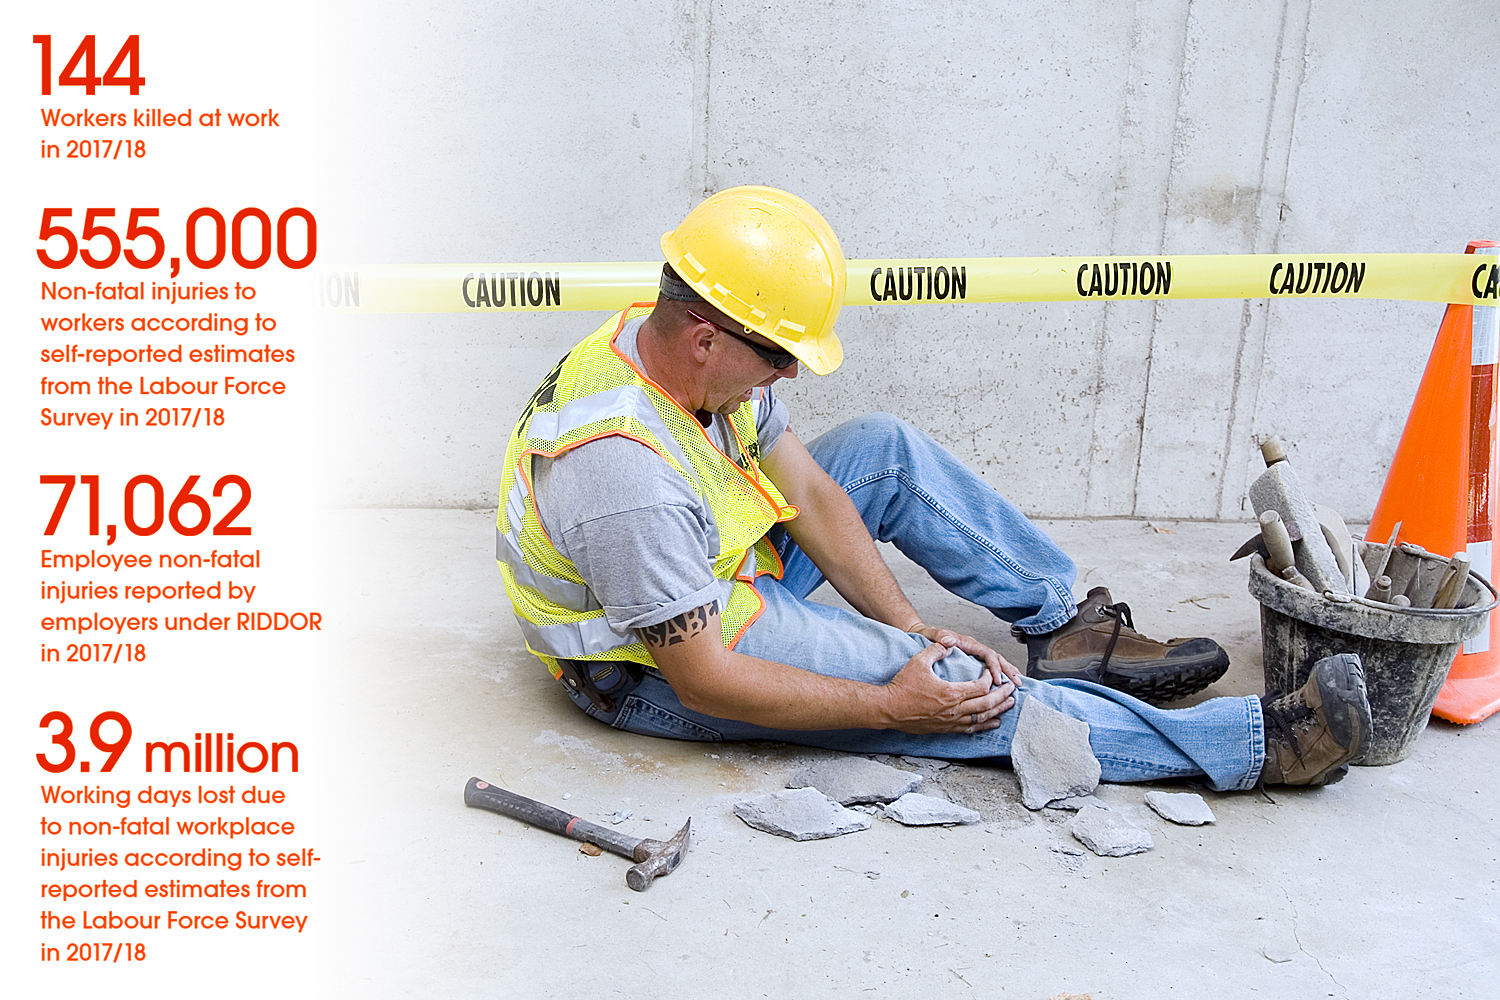 144
Workers killed at work
in 2017/18
555,000
Non-fatal injuries to
workers according to
self-reported estimates
from the Labour Force
Survey in 2017/18
71,062
Employee non-fatal
injuries reported by
employers under RIDDOR
in 2017/18
3.9 million
Working days lost due
to non-fatal workplace
injuries according to self-
reported estimates from
the Labour Force Survey
in 2017/18
ION CAUTION CAUTION CAUTION CAUTION CA